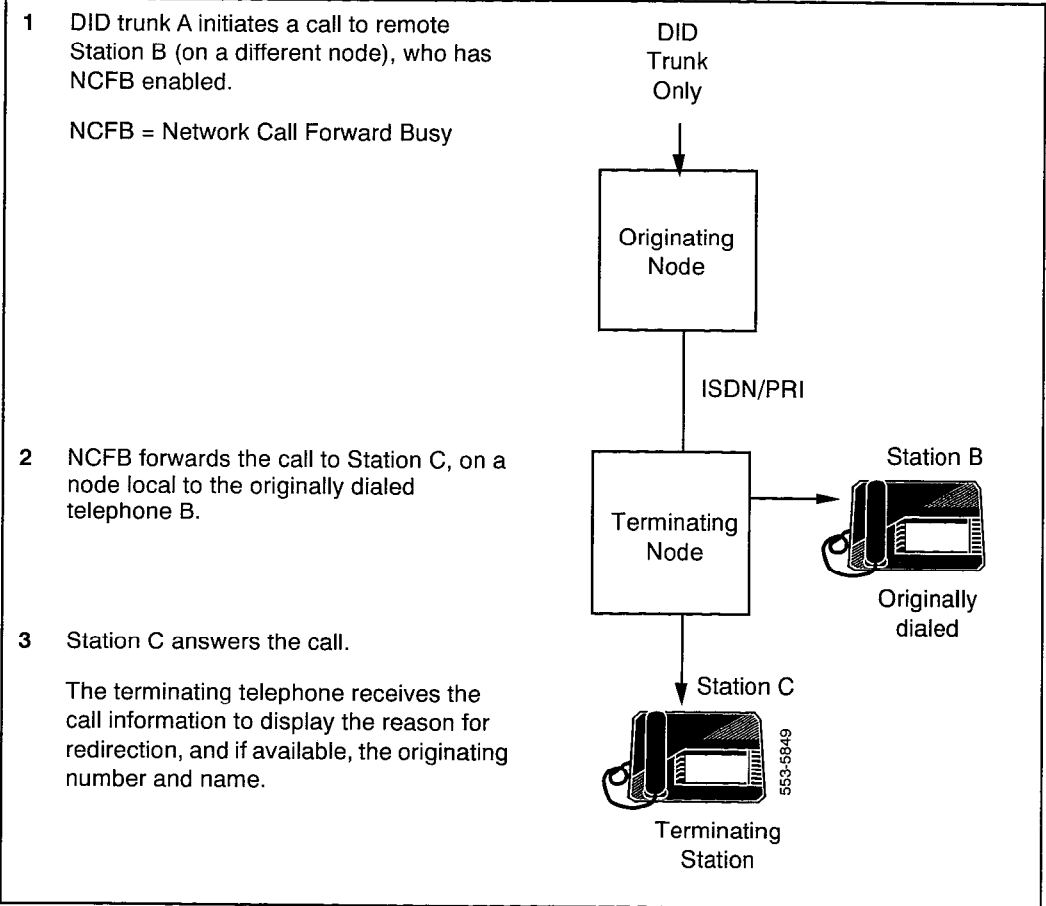 1 DID trunk A initiates a call to remote
Station B (on a different node), who has
NCFB enabled.
NCFB = Network Call Forward Busy
DID
Trunk
Only
Originating
Node
ISDN/PRI
2 NCFB forwards the call to Station C, on a
node local to the originally dialed
telephone B.
Terminating
Node
Station B
Originally
dialed
3 Station C answers the call.
The terminating telephone receives the
call information to display the reason for
redirection, and if available, the originating
number and name.
Station C
553-5849
Terminating
Station